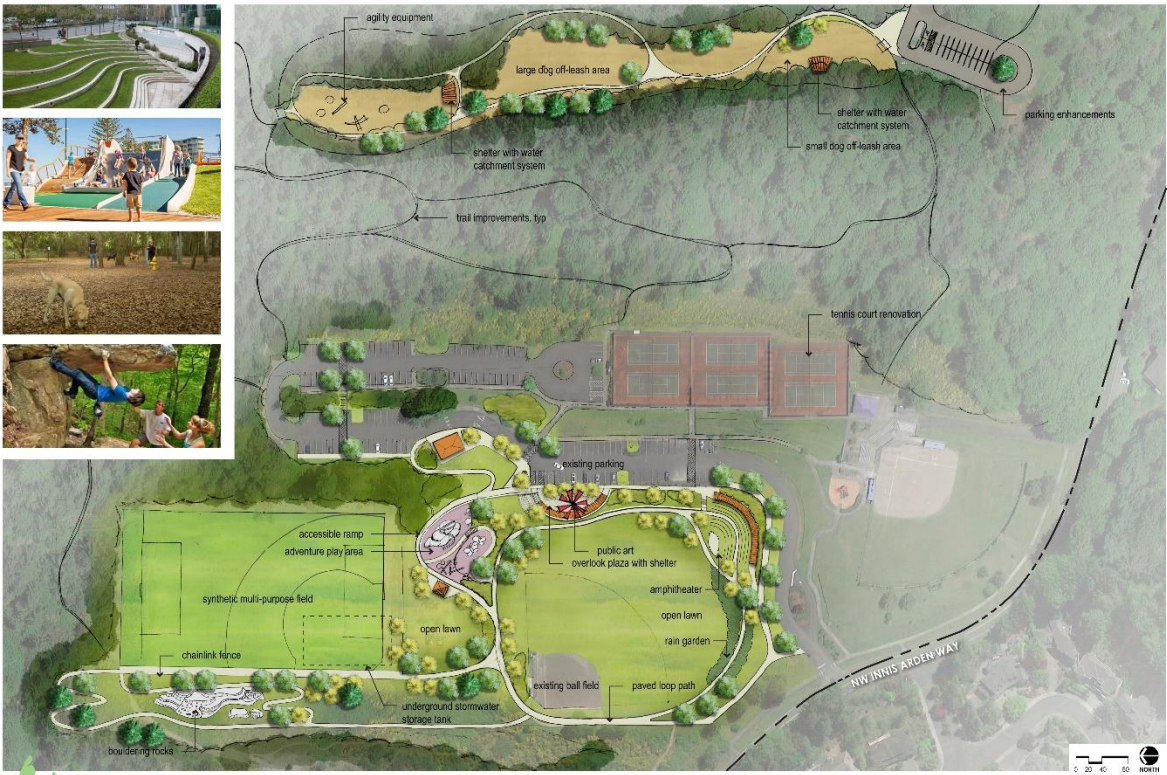 agility equipment
large dog off-leash area
shelter with water
catchment system
parking enhancements
small dog off-leash area
shelter with water
catchment system
trail improvements, typ
tennis court renovation
existing parking
accessible ramp
adventure play area
public art
overlook plaza with shelter
synthetic multi-purpose field
amphitheater
open lawn
open lawn
rain garden
chainlink fence
existing ball field
paved loop path
NW INNIS ARDEN WAY
underground stormwater
storage tank
bouldering rocks
0 20 40 80
NORTH